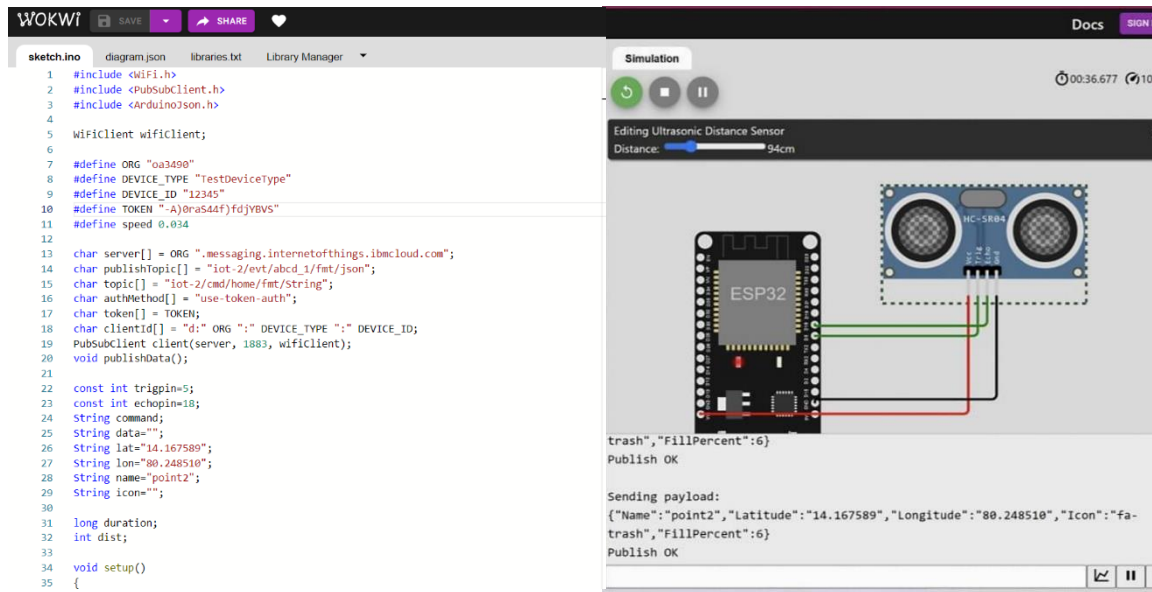 WOKWi SAVE SHARE
sketch.ino diagram.json libraries.txt Library Manager
1 #include <WiFi.h>
2 #include <PubSubClient.h>
3 #include <ArduinoJson.h>
4
5 WiFiClient wifiClient;
6
7 #define ORG "oa3490"
8 #define DEVICE_TYPE "TestDeviceType"
9 #define DEVICE_ID "12345"
10 #define TOKEN "-A)0raS44f)fdjYBVS"
11 #define speed 0.034
12
13 char server[] = ORG ".messaging.internetofthings.ibmcloud.com";
14 char publishTopic[] = "iot-2/evt/abcd_1/fmt/json";
15 char topic[] = "iot-2/cmd/home/fmt/String";
16 char authMethod[] = "use-token-auth";
17 char token[] = TOKEN;
18 char clientId[] = "d:" ORG ":" DEVICE_TYPE ":" DEVICE_ID;
19 PubSubClient client(server, 1883, wifiClient);
20 void publishData();
21
22 const int trigpin=5;
23 const int echopin=18;
24 String command;
25 String data="";
26 String lat="14.167589";
27 String lon="80.248510";
28 String name="point2";
29 String icon="";
30
31 long duration;
32 int dist;
33
34 void setup()
35 {
Docs SIGN
Simulation
00:36.677 10
Editing Ultrasonic Distance Sensor
Distance: 94cm
HC-SR04
Vcc Trig Echo Gnd
ESP32
trash","FillPercent":6}
Publish OK
Sending payload:
{"Name":"point2","Latitude":"14.167589","Longitude":"80.248510","Icon":"fa-
trash","FillPercent":6}
Publish OK